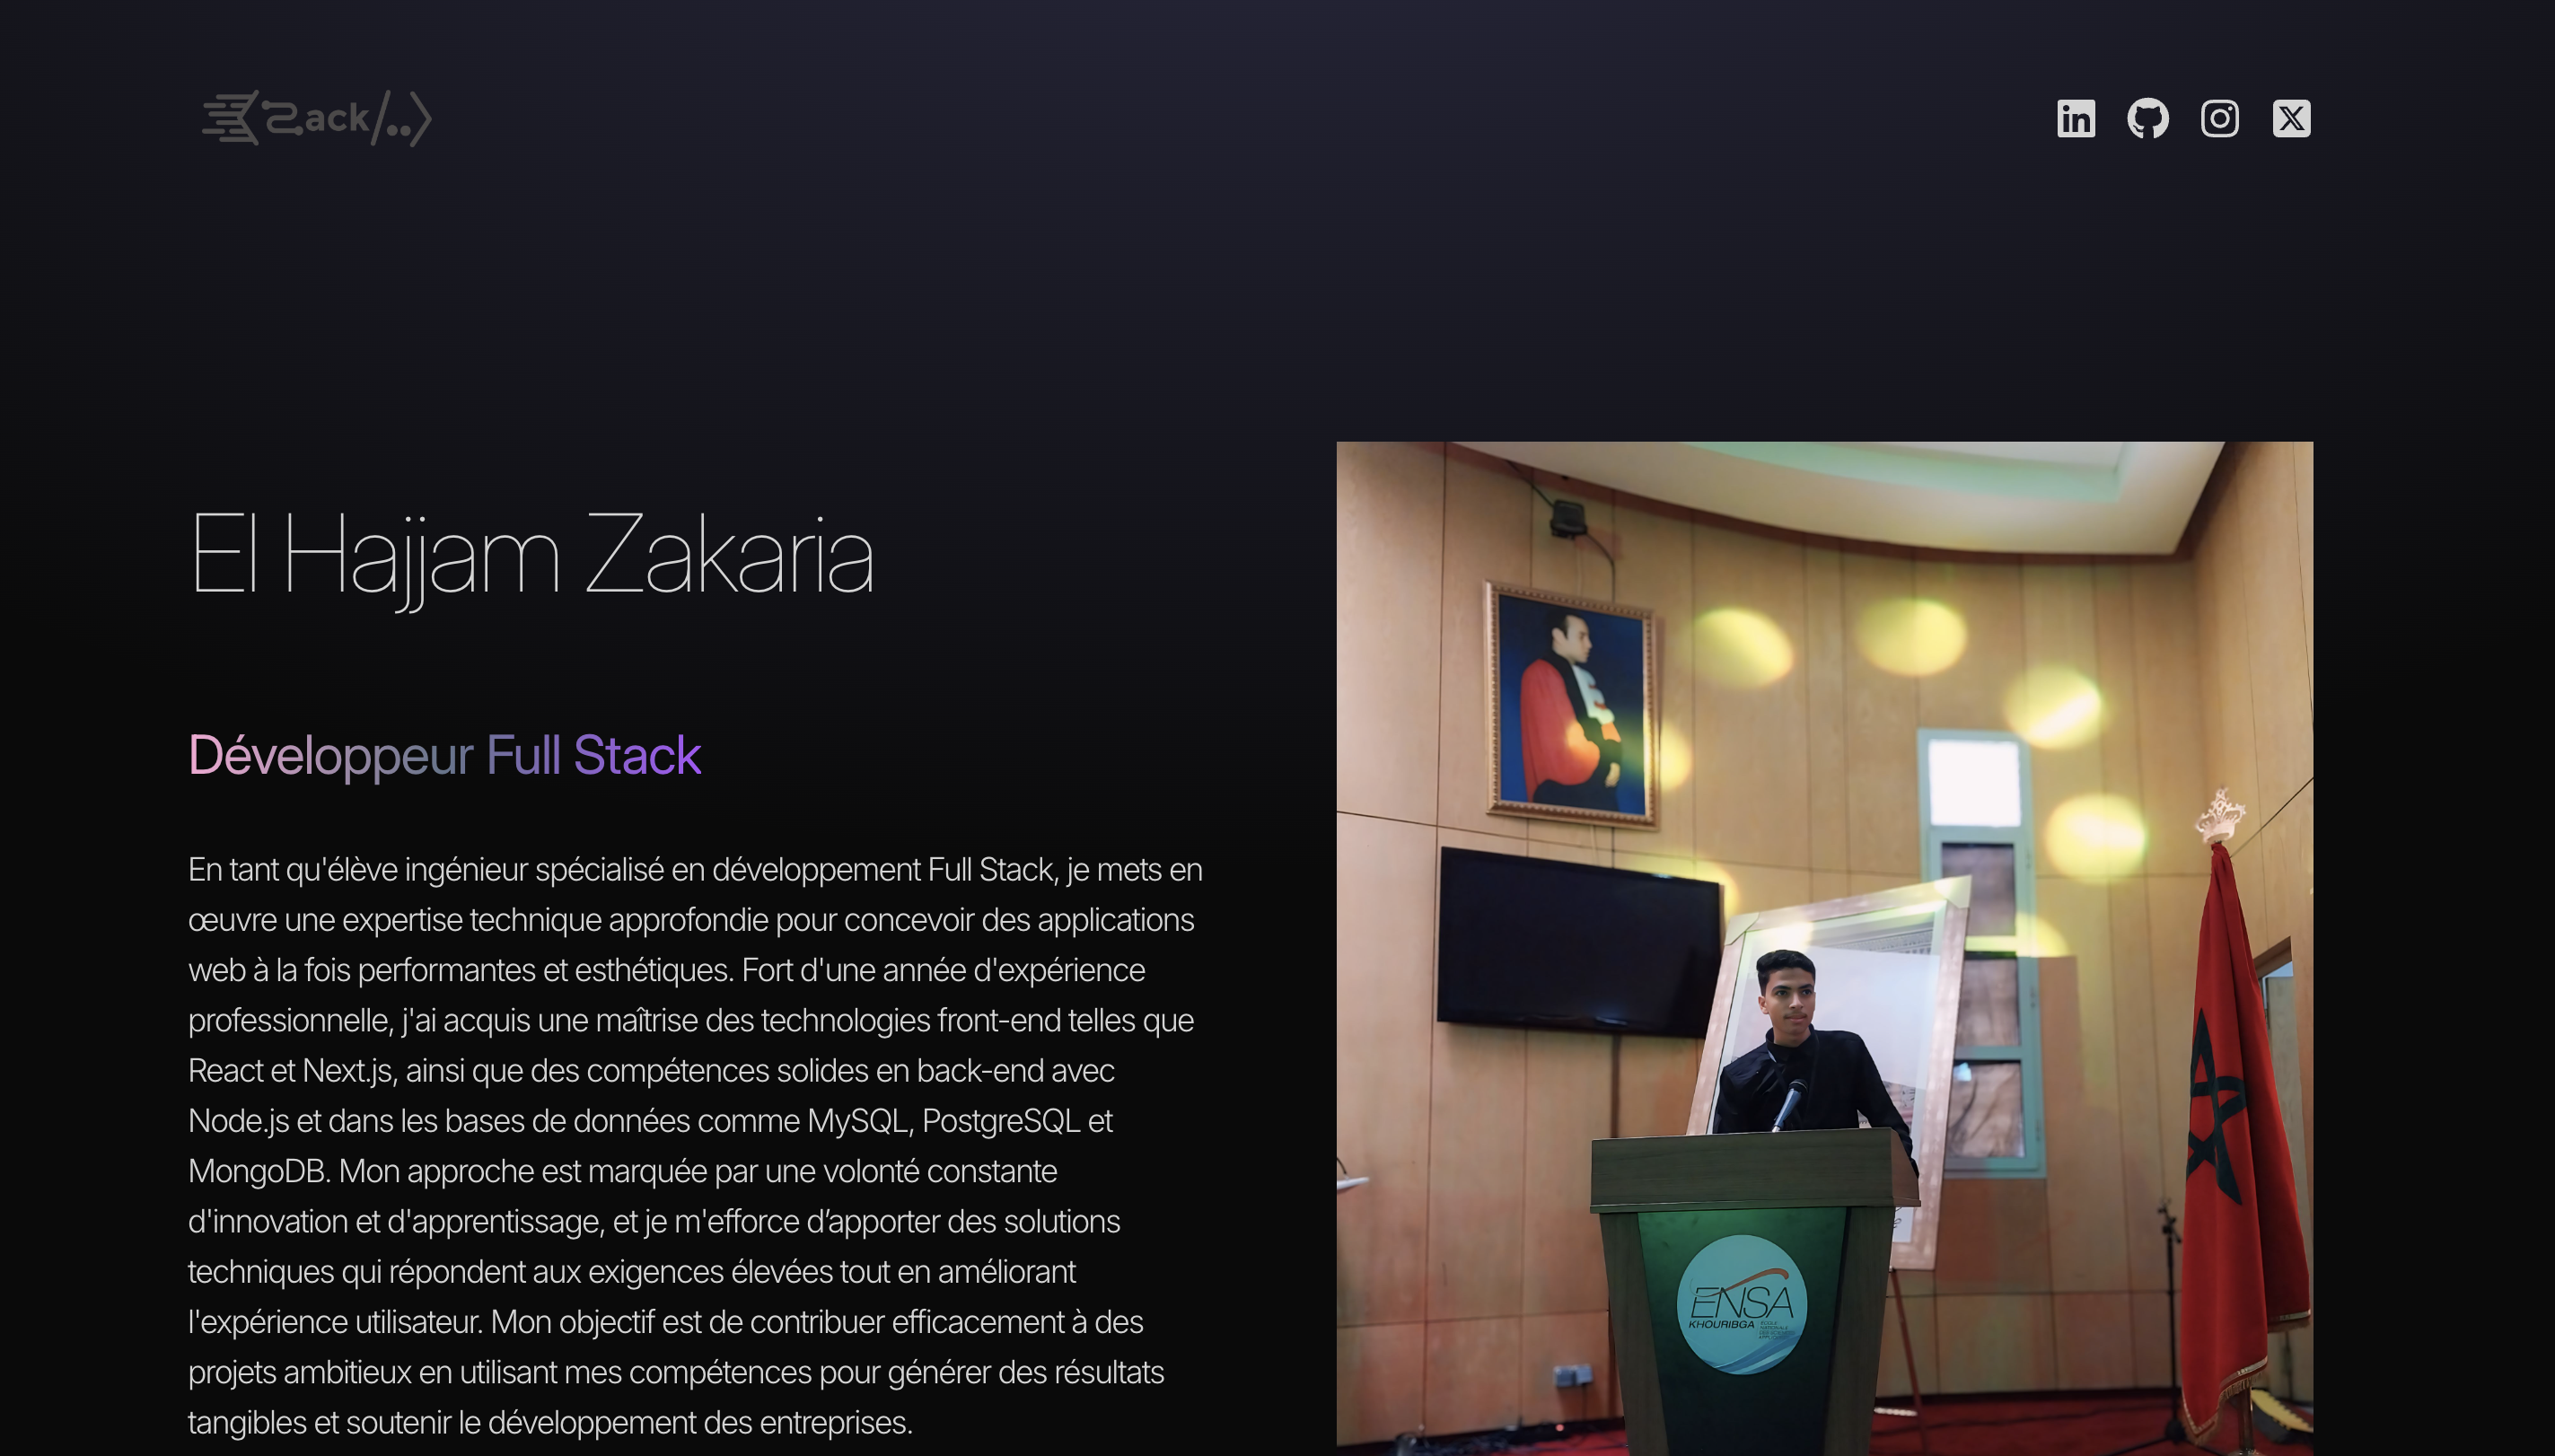 Zack/..>
El Hajjam Zakaria
Développeur Full Stack
En tant qu'élève ingénieur spécialisé en développement Full Stack, je mets en
œuvre une expertise technique approfondie pour concevoir des applications
web à la fois performantes et esthétiques. Fort d'une année d'expérience
professionnelle, j'ai acquis une maîtrise des technologies front-end telles que
React et Next.js, ainsi que des compétences solides en back-end avec
Node.js et dans les bases de données comme MySQL, PostgreSQL et
MongoDB. Mon approche est marquée par une volonté constante
d'innovation et d'apprentissage, et je m'efforce d’apporter des solutions
techniques qui répondent aux exigences élevées tout en améliorant
l'expérience utilisateur. Mon objectif est de contribuer efficacement à des
projets ambitieux en utilisant mes compétences pour générer des résultats
tangibles et soutenir le développement des entreprises.
ENSA
KHOURIBGA